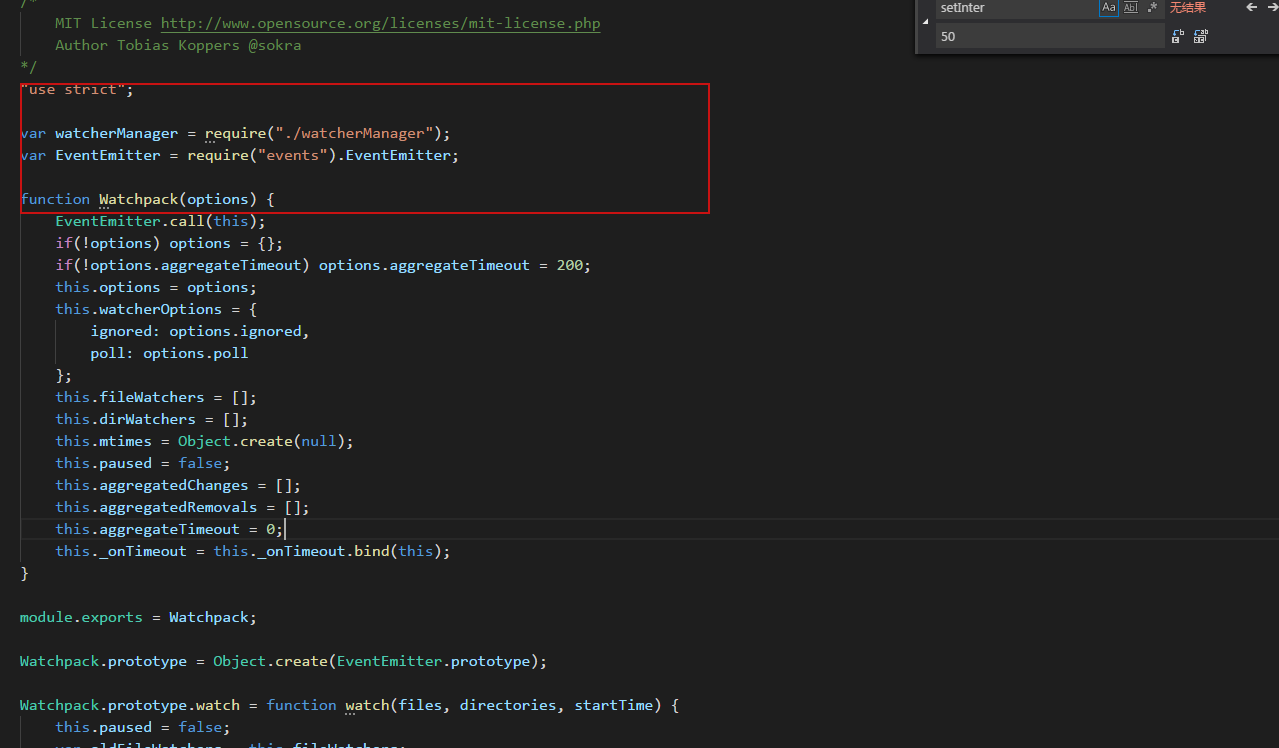 /*
MIT License http://www.opensource.org/licenses/mit-license.php
Author Tobias Koppers @sokra
*/
"use strict";
var watcherManager = require("./watcherManager");
var EventEmitter = require("events").EventEmitter;
function Watchpack(options) {
EventEmitter.call(this);
if(!options) options = {};
if(!options.aggregateTimeout) options.aggregateTimeout = 200;
this.options = options;
this.watcherOptions = {
ignored: options.ignored,
poll: options.poll
};
this.fileWatchers = [];
this.dirWatchers = [];
this.mtimes = Object.create(null);
this.paused = false;
this.aggregatedChanges = [];
this.aggregatedRemovals = [];
this.aggregateTimeout = 0;
this._onTimeout = this._onTimeout.bind(this);
}
module.exports = Watchpack;
Watchpack.prototype = Object.create(EventEmitter.prototype);
Watchpack.prototype.watch = function watch(files, directories, startTime) {
this.paused = false;
var oldFileWatchers = this.fileWatchers;
setInter Aa Abl .* 无结果
50